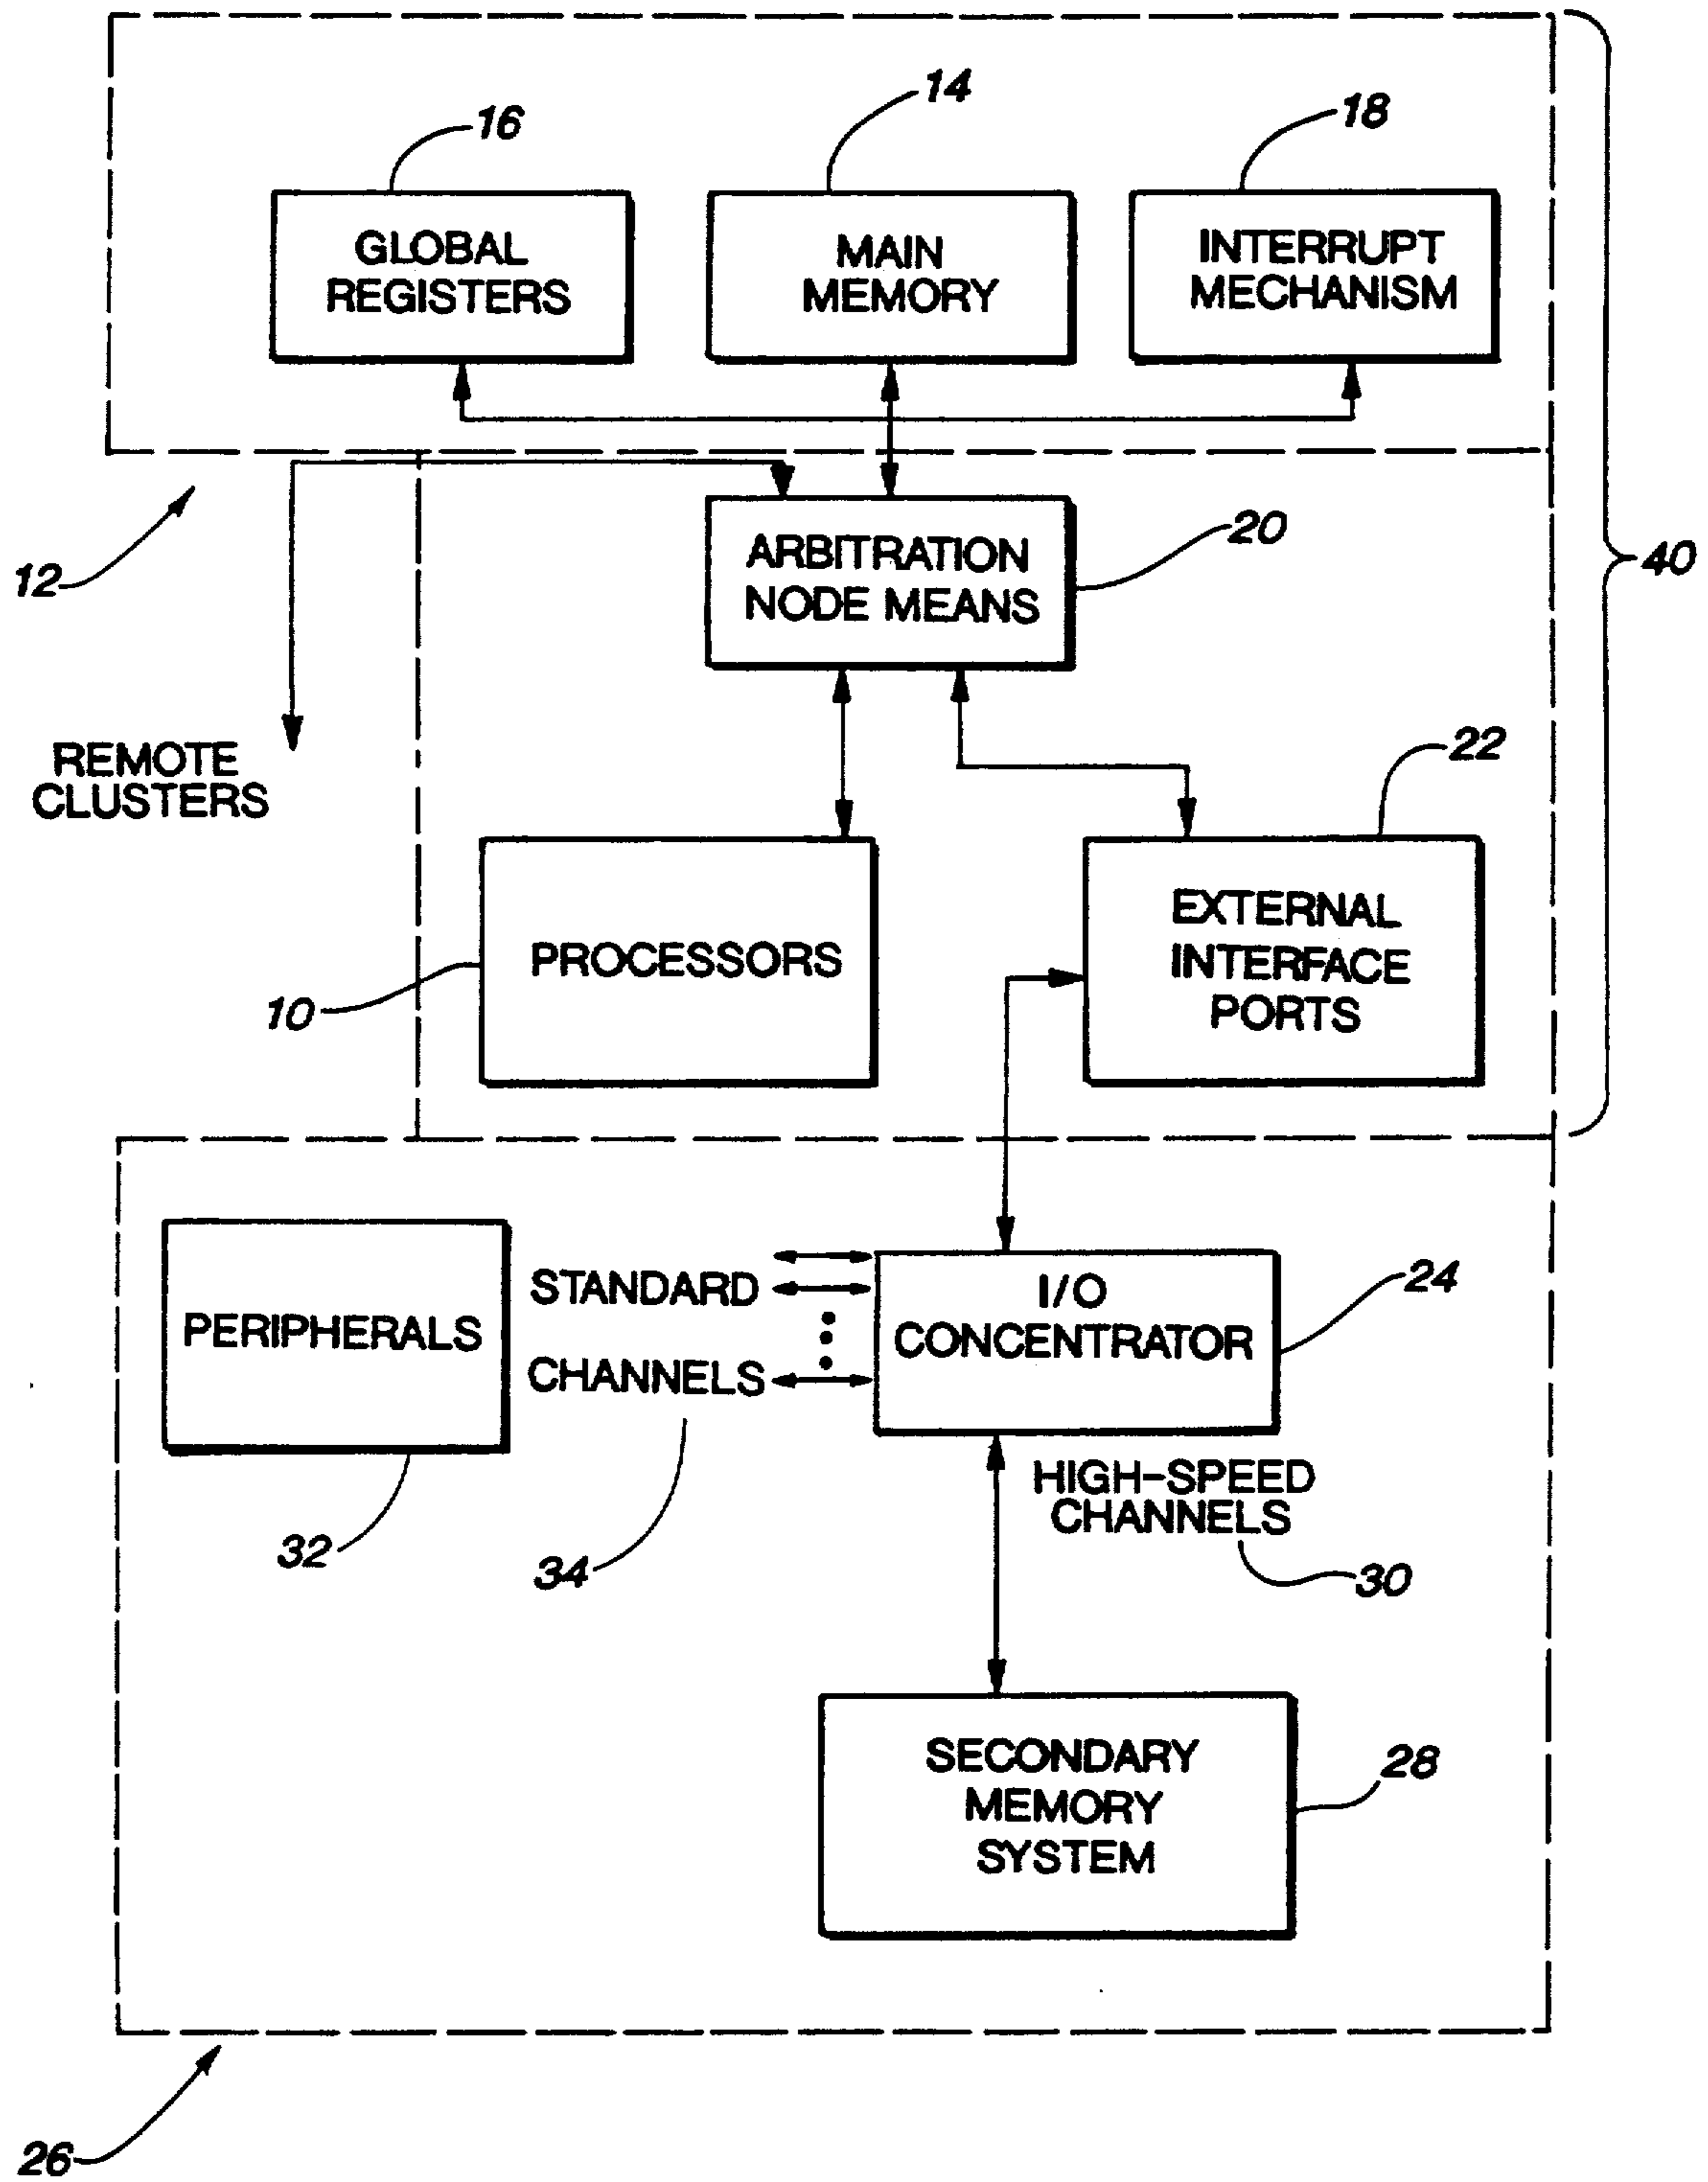 14
16
18
GLOBAL
REGISTERS
MAIN
MEMORY
INTERRUPT
MECHANISM
12
ARBITRATION
NODE MEANS
20
40
REMOTE
CLUSTERS
22
PROCESSORS
10
EXTERNAL
INTERFACE
PORTS
PERIPHERALS
32
STANDARD
CHANNELS
34
I/O
CONCENTRATOR
24
HIGH-SPEED
CHANNELS
30
SECONDARY
MEMORY
SYSTEM
28
26